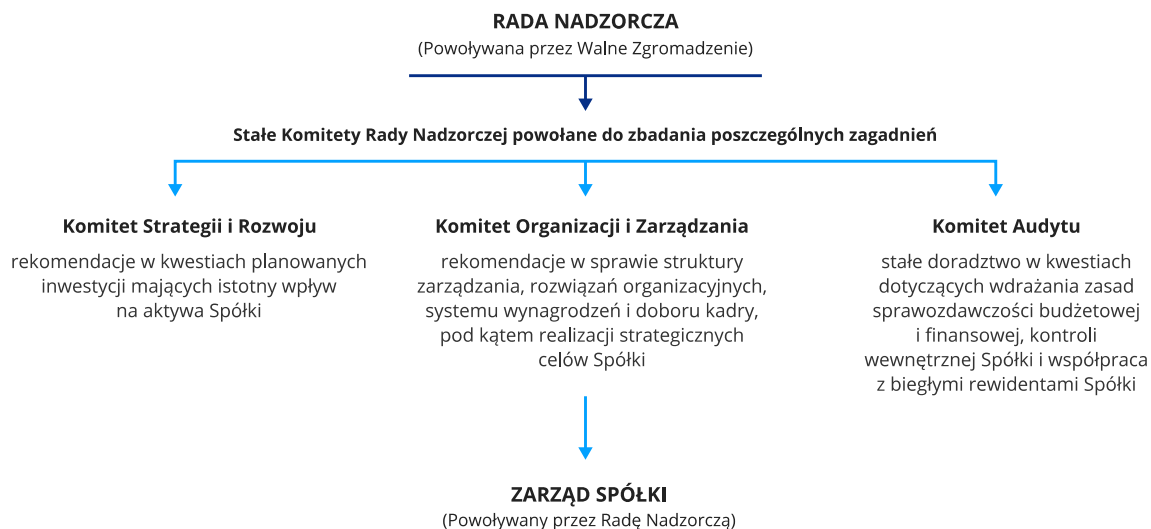 RADA NADZORCZA
(Powoływana przez Walne Zgromadzenie)
Stałe Komitety Rady Nadzorczej powołane do zbadania poszczególnych zagadnień
Komitet Strategii i Rozwoju
rekomendacje w kwestiach planowanych
inwestycji mających istotny wpływ
na aktywa Spółki
Komitet Organizacji i Zarządzania
rekomendacje w sprawie struktury
zarządzania, rozwiązań organizacyjnych,
systemu wynagrodzeń i doboru kadry,
pod kątem realizacji strategicznych
celów Spółki
Komitet Audytu
stałe doradztwo w kwestiach
dotyczących wdrażania zasad
sprawozdawczości budżetowej
i finansowej, kontroli
wewnętrznej Spółki i współpraca
z biegłymi rewidentami Spółki
ZARZĄD SPÓŁKI
(Powoływany przez Radę Nadzorczą)